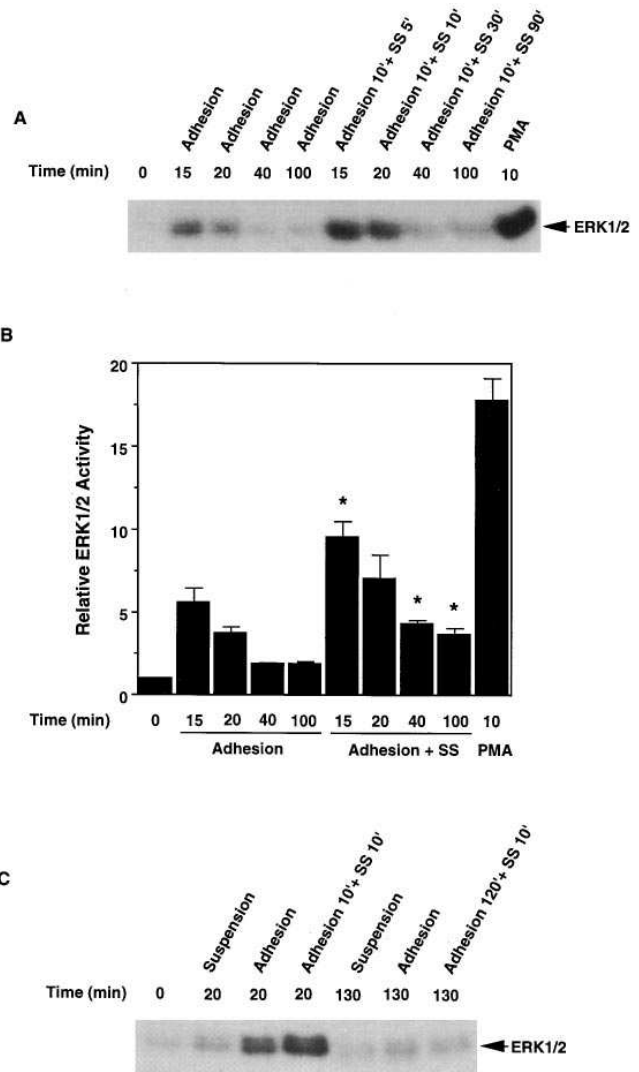 A
Adhesion
Adhesion
Adhesion
Adhesion
Adhesion 10'+ SS 5'
Adhesion 10'+ SS 10'
Adhesion 10'+ SS 30'
Adhesion 10'+ SS 90'
PMA
Time (min) 0 15 20 40 100 15 20 40 100 10
ERK1/2
B
Relative ERK1/2 Activity
20
15
10
5
0
*
*
*
Time (min) 0 15 20 40 100 15 20 40 100 10
Adhesion Adhesion + SS PMA
C
Suspension
Adhesion
Adhesion 10'+ SS 10'
Suspension
Adhesion
Adhesion 120'+ SS 10'
Time (min) 0 20 20 20 130 130 130
ERK1/2